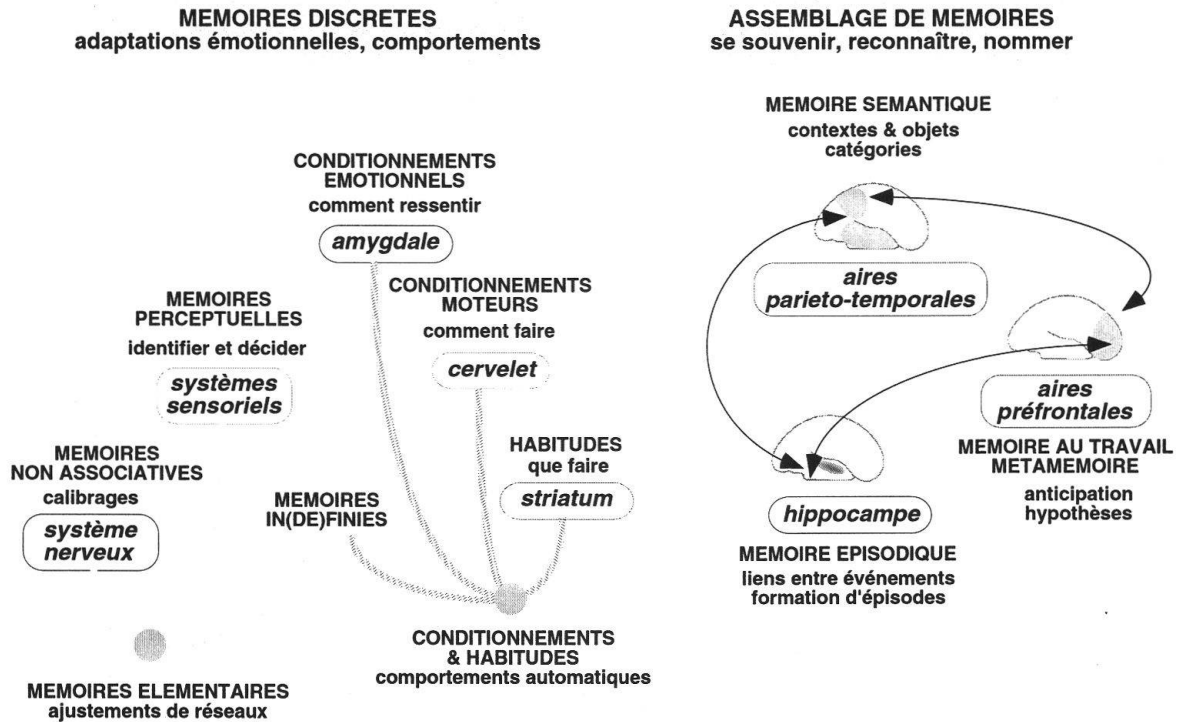 MEMOIRES DISCRETES
adaptations émotionnelles, comportements
CONDITIONNEMENTS
EMOTIONNELS
comment ressentir
amygdale
CONDITIONNEMENTS
MOTEURS
comment faire
cervelet
MEMOIRES
PERCEPTUELLES
identifier et décider
systèmes
sensoriels
HABITUDES
que faire
striatum
MEMOIRES
NON ASSOCIATIVES
calibrages
système
nerveux
MEMOIRES
IN(DE)FINIES
CONDITIONNEMENTS
& HABITUDES
comportements automatiques
MEMOIRES ELEMENTAIRES
ajustements de réseaux
ASSEMBLAGE DE MEMOIRES
se souvenir, reconnaître, nommer
MEMOIRE SEMANTIQUE
contextes & objets
catégories
aires
parieto-temporales
aires
préfrontales
MEMOIRE AU TRAVAIL
METAMEMOIRE
anticipation
hypothèses
hippocampe
MEMOIRE EPISODIQUE
liens entre événements
formation d'épisodes